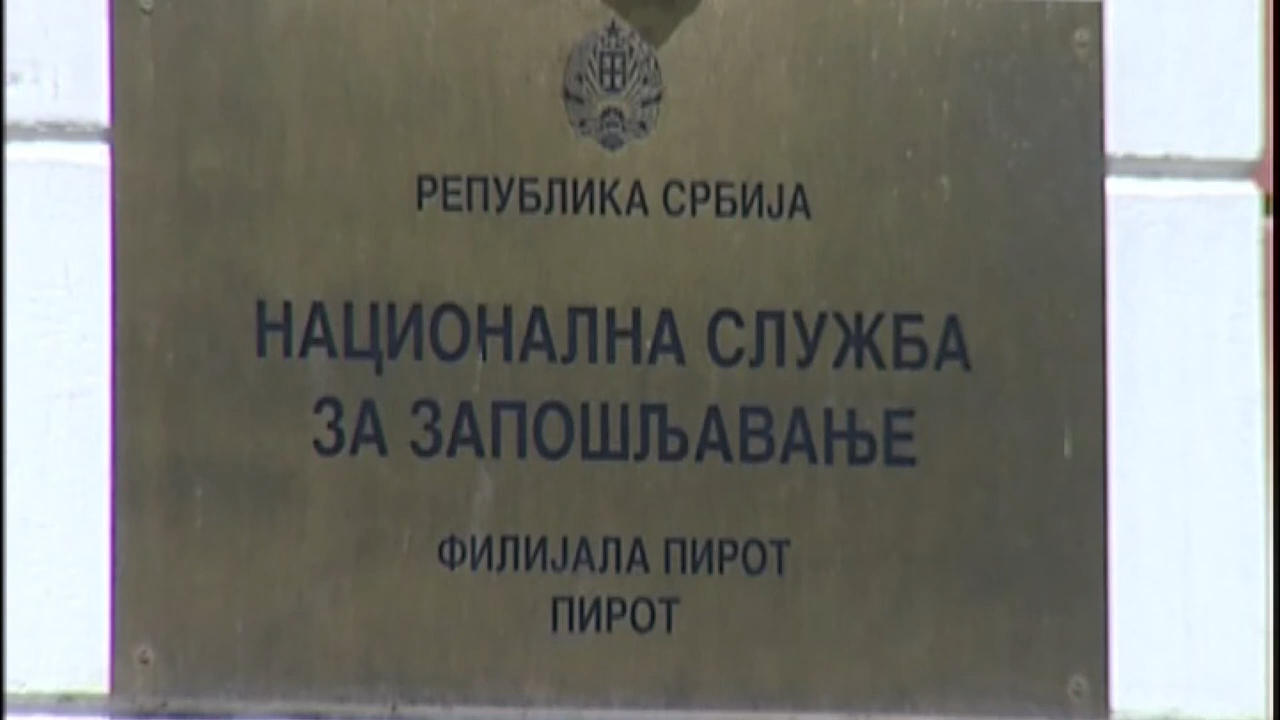 РЕПУБЛИКА СРБИЈА
НАЦИОНАЛНА СЛУЖБА
ЗА ЗАПОШЉАВАЊЕ
ФИЛИЈАЛА ПИРОТ
ПИРОТ